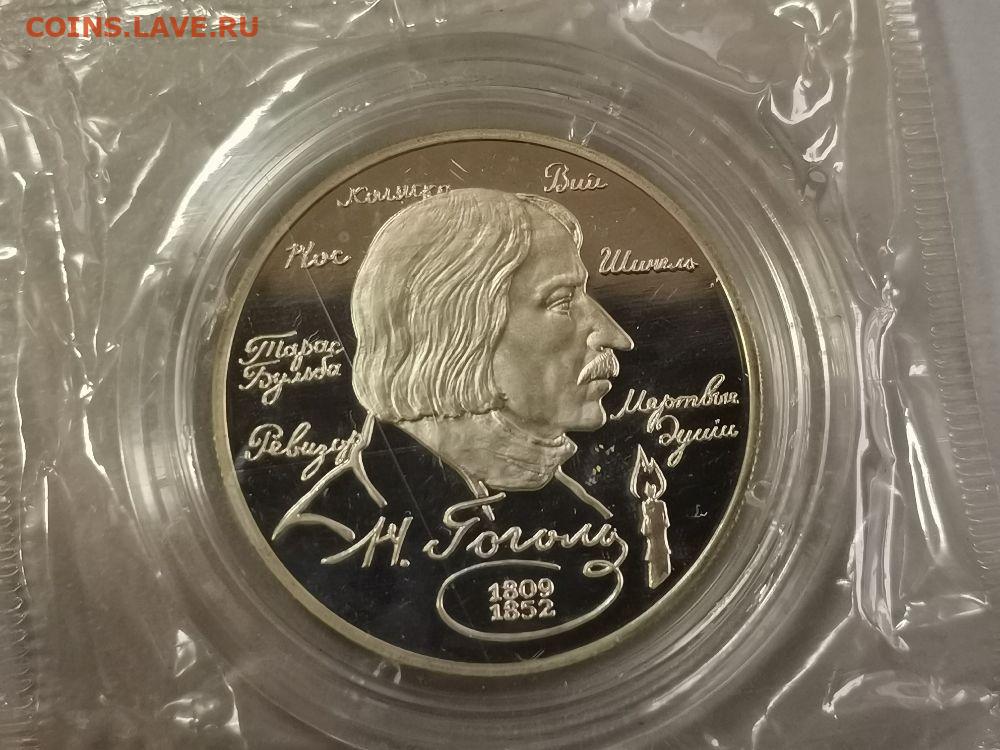 COINS.LAVE.RU
Коляска
Вий
Нос
Шинель
Тарас
Бульба
Мертвые
души
Ревизор
Н. Гоголь
1809
1852